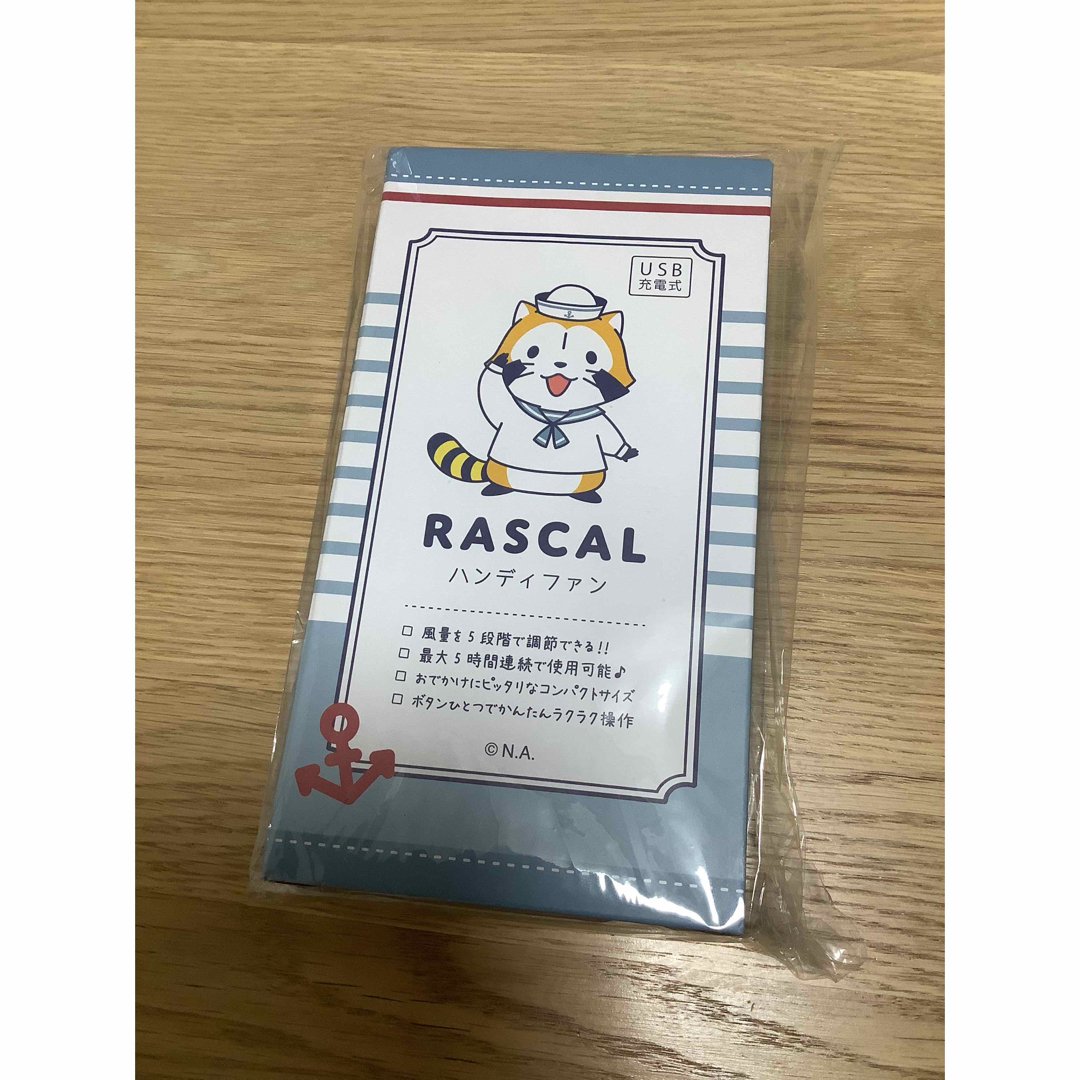 USB
充電式
RASCAL
ハンディファン
□ 風量を5段階で調節できる!!
□ 最大5時間連続で使用可能♪
□ おでかけにピッタリなコンパクトサイズ
□ ボタンひとつでかんたんラクラク操作
© N.A.